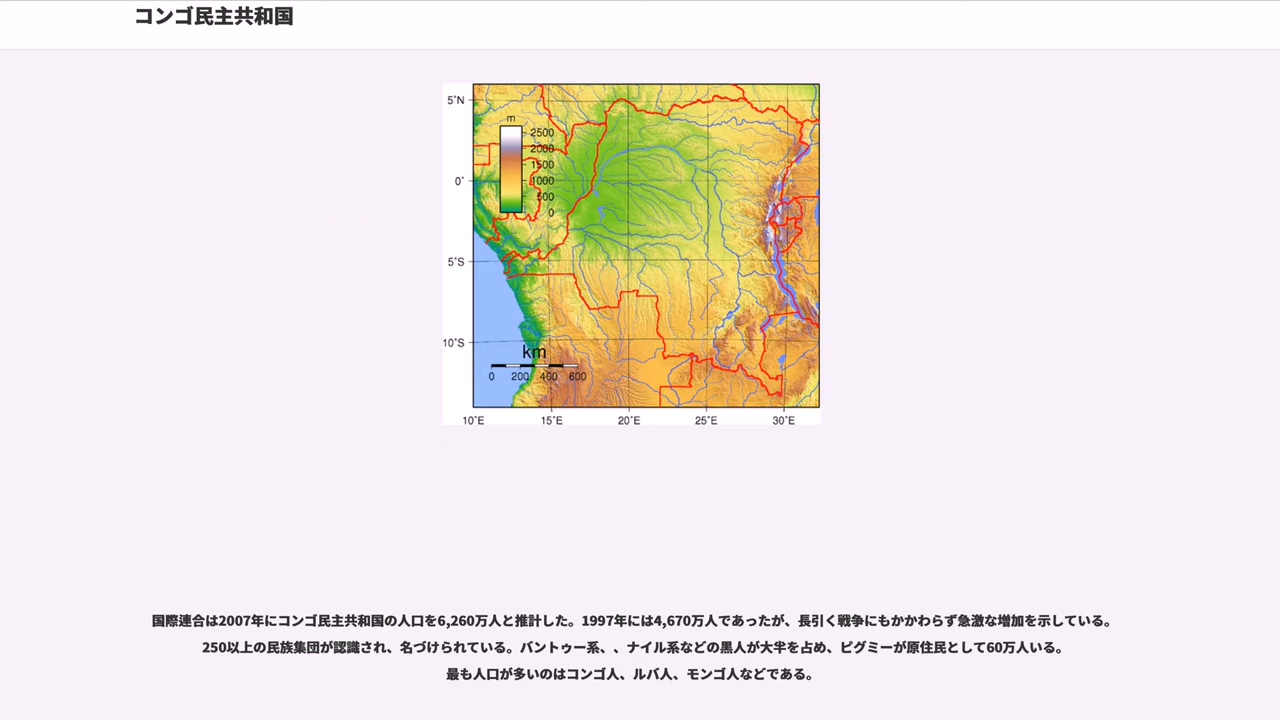 コンゴ民主共和国
5°N
m
2500
2000
1500
1000
500
0
0°
5°S
10°S
km
0 200 400 600
10°E 15°E 20°E 25°E 30°E
国際連合は2007年にコンゴ民主共和国の人口を6,260万人と推計した。1997年には4,670万人であったが、長引く戦争にもかかわらず急激な増加を示している。
250以上の民族集団が認識され、名づけられている。バントゥー系、、ナイル系などの黒人が大半を占め、ピグミーが原住民として60万人いる。
最も人口が多いのはコンゴ人、ルバ人、モンゴ人などである。